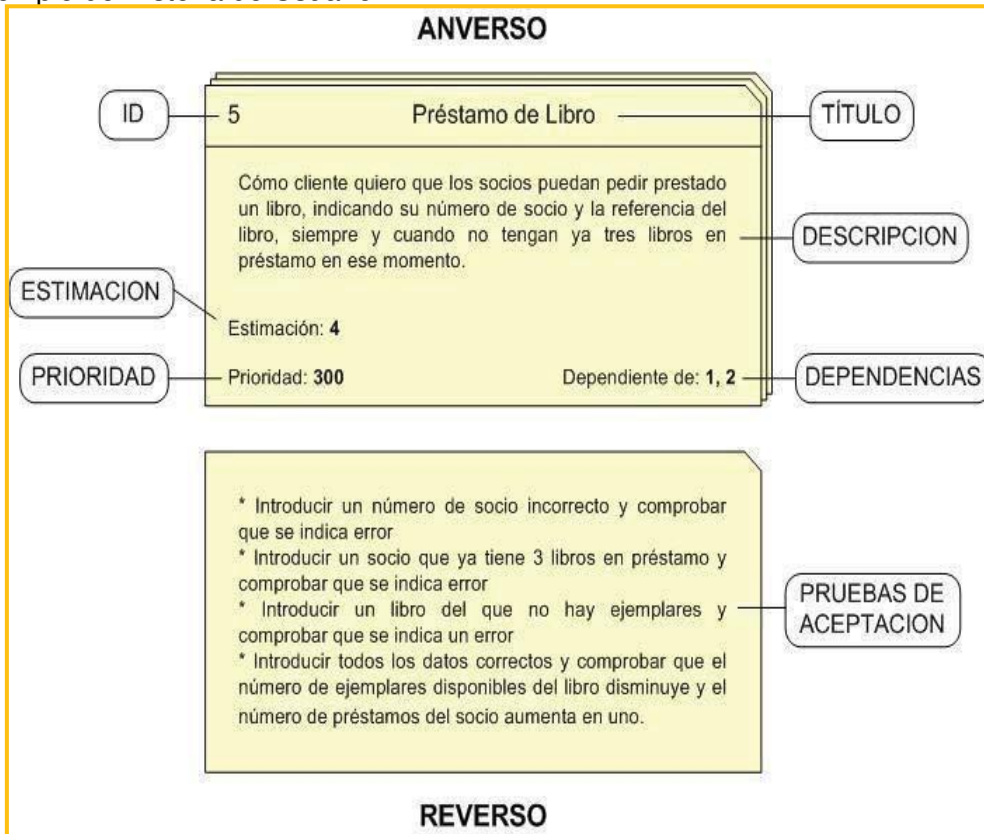 ANVERSO
ID
5 Préstamo de Libro
TÍTULO
Cómo cliente quiero que los socios puedan pedir prestado
un libro, indicando su número de socio y la referencia del
libro, siempre y cuando no tengan ya tres libros en
préstamo en ese momento.
DESCRIPCION
ESTIMACION
Estimación: 4
PRIORIDAD
Prioridad: 300 Dependiente de: 1, 2
DEPENDENCIAS
* Introducir un número de socio incorrecto y comprobar
que se indica error
* Introducir un socio que ya tiene 3 libros en préstamo y
comprobar que se indica error
* Introducir un libro del que no hay ejemplares y
comprobar que se indica un error
* Introducir todos los datos correctos y comprobar que el
número de ejemplares disponibles del libro disminuye y el
número de préstamos del socio aumenta en uno.
PRUEBAS DE
ACEPTACION
REVERSO